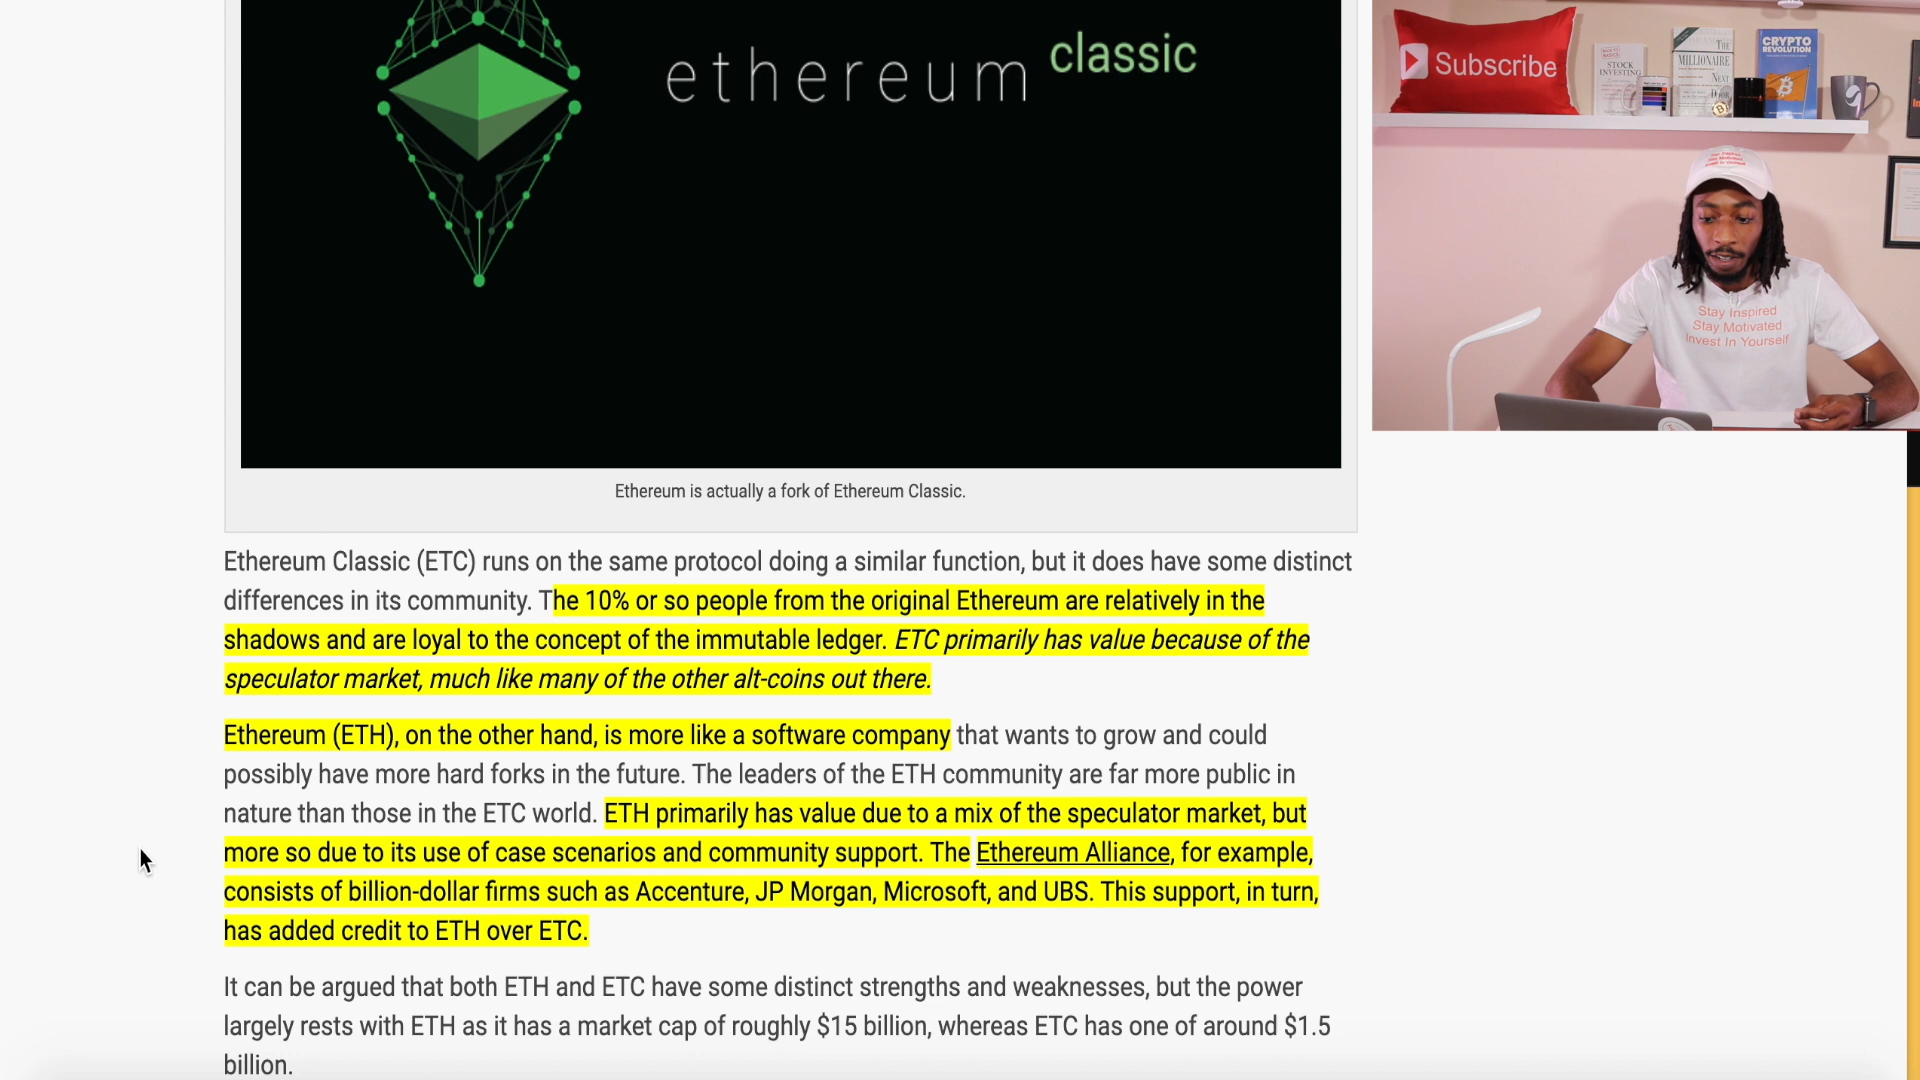 ethereum classic
Ethereum is actually a fork of Ethereum Classic.
Ethereum Classic (ETC) runs on the same protocol doing a similar function, but it does have some distinct
differences in its community. The 10% or so people from the original Ethereum are relatively in the
shadows and are loyal to the concept of the immutable ledger. ETC primarily has value because of the
speculator market, much like many of the other alt-coins out there.
Ethereum (ETH), on the other hand, is more like a software company that wants to grow and could
possibly have more hard forks in the future. The leaders of the ETH community are far more public in
nature than those in the ETC world. ETH primarily has value due to a mix of the speculator market, but
more so due to its use of case scenarios and community support. The Ethereum Alliance, for example,
consists of billion-dollar firms such as Accenture, JP Morgan, Microsoft, and UBS. This support, in turn,
has added credit to ETH over ETC.
It can be argued that both ETH and ETC have some distinct strengths and weaknesses, but the power
largely rests with ETH as it has a market cap of roughly $15 billion, whereas ETC has one of around $1.5
billion.
Subscribe
STOCK
INVESTING
THE
MILLIONAIRE
NEXT
DOOR
CRYPTO
REVOLUTION
Stay Inspired
Stay Motivated
Invest In Yourself